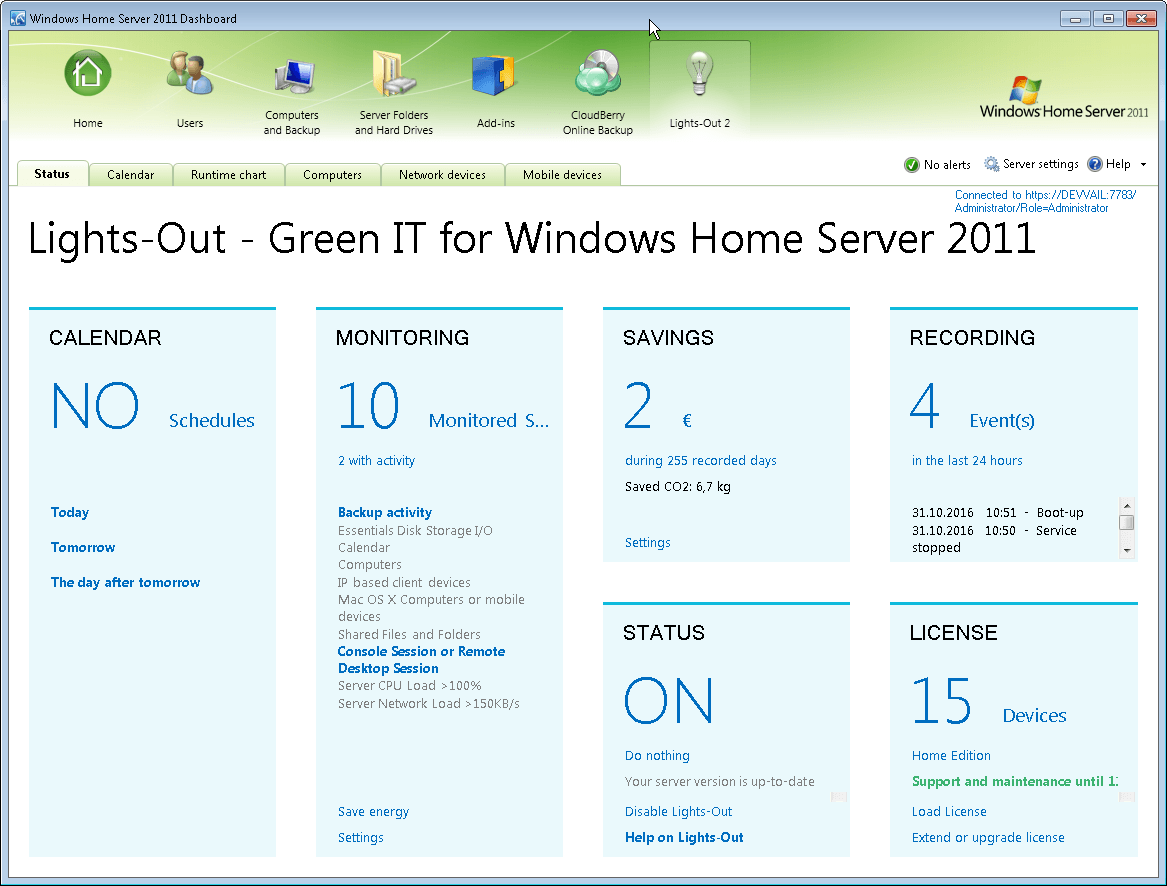 Windows Home Server 2011 Dashboard
Home
Users
Computers
and Backup
Server Folders
and Hard Drives
Add-ins
CloudBerry
Online Backup
Lights-Out 2
Windows Home Server 2011
Status
Calendar
Runtime chart
Computers
Network devices
Mobile devices
No alerts
Server settings
Help
Connected to https://DEVVAIL:7783/
Administrator/Role=Administrator
Lights-Out - Green IT for Windows Home Server 2011
CALENDAR
NO Schedules
Today
Tomorrow
The day after tomorrow
MONITORING
10 Monitored S...
2 with activity
Backup activity
Essentials Disk Storage I/O
Calendar
Computers
IP based client devices
Mac OS X Computers or mobile
devices
Shared Files and Folders
Console Session or Remote
Desktop Session
Server CPU Load >100%
Server Network Load >150KB/s
Save energy
Settings
SAVINGS
2 €
during 255 recorded days
Saved CO2: 6,7 kg
Settings
RECORDING
4 Event(s)
in the last 24 hours
31.10.2016 10:51 - Boot-up
31.10.2016 10:50 - Service
stopped
STATUS
ON
Do nothing
Your server version is up-to-date
Disable Lights-Out
Help on Lights-Out
LICENSE
15 Devices
Home Edition
Support and maintenance until
Load License
Extend or upgrade license